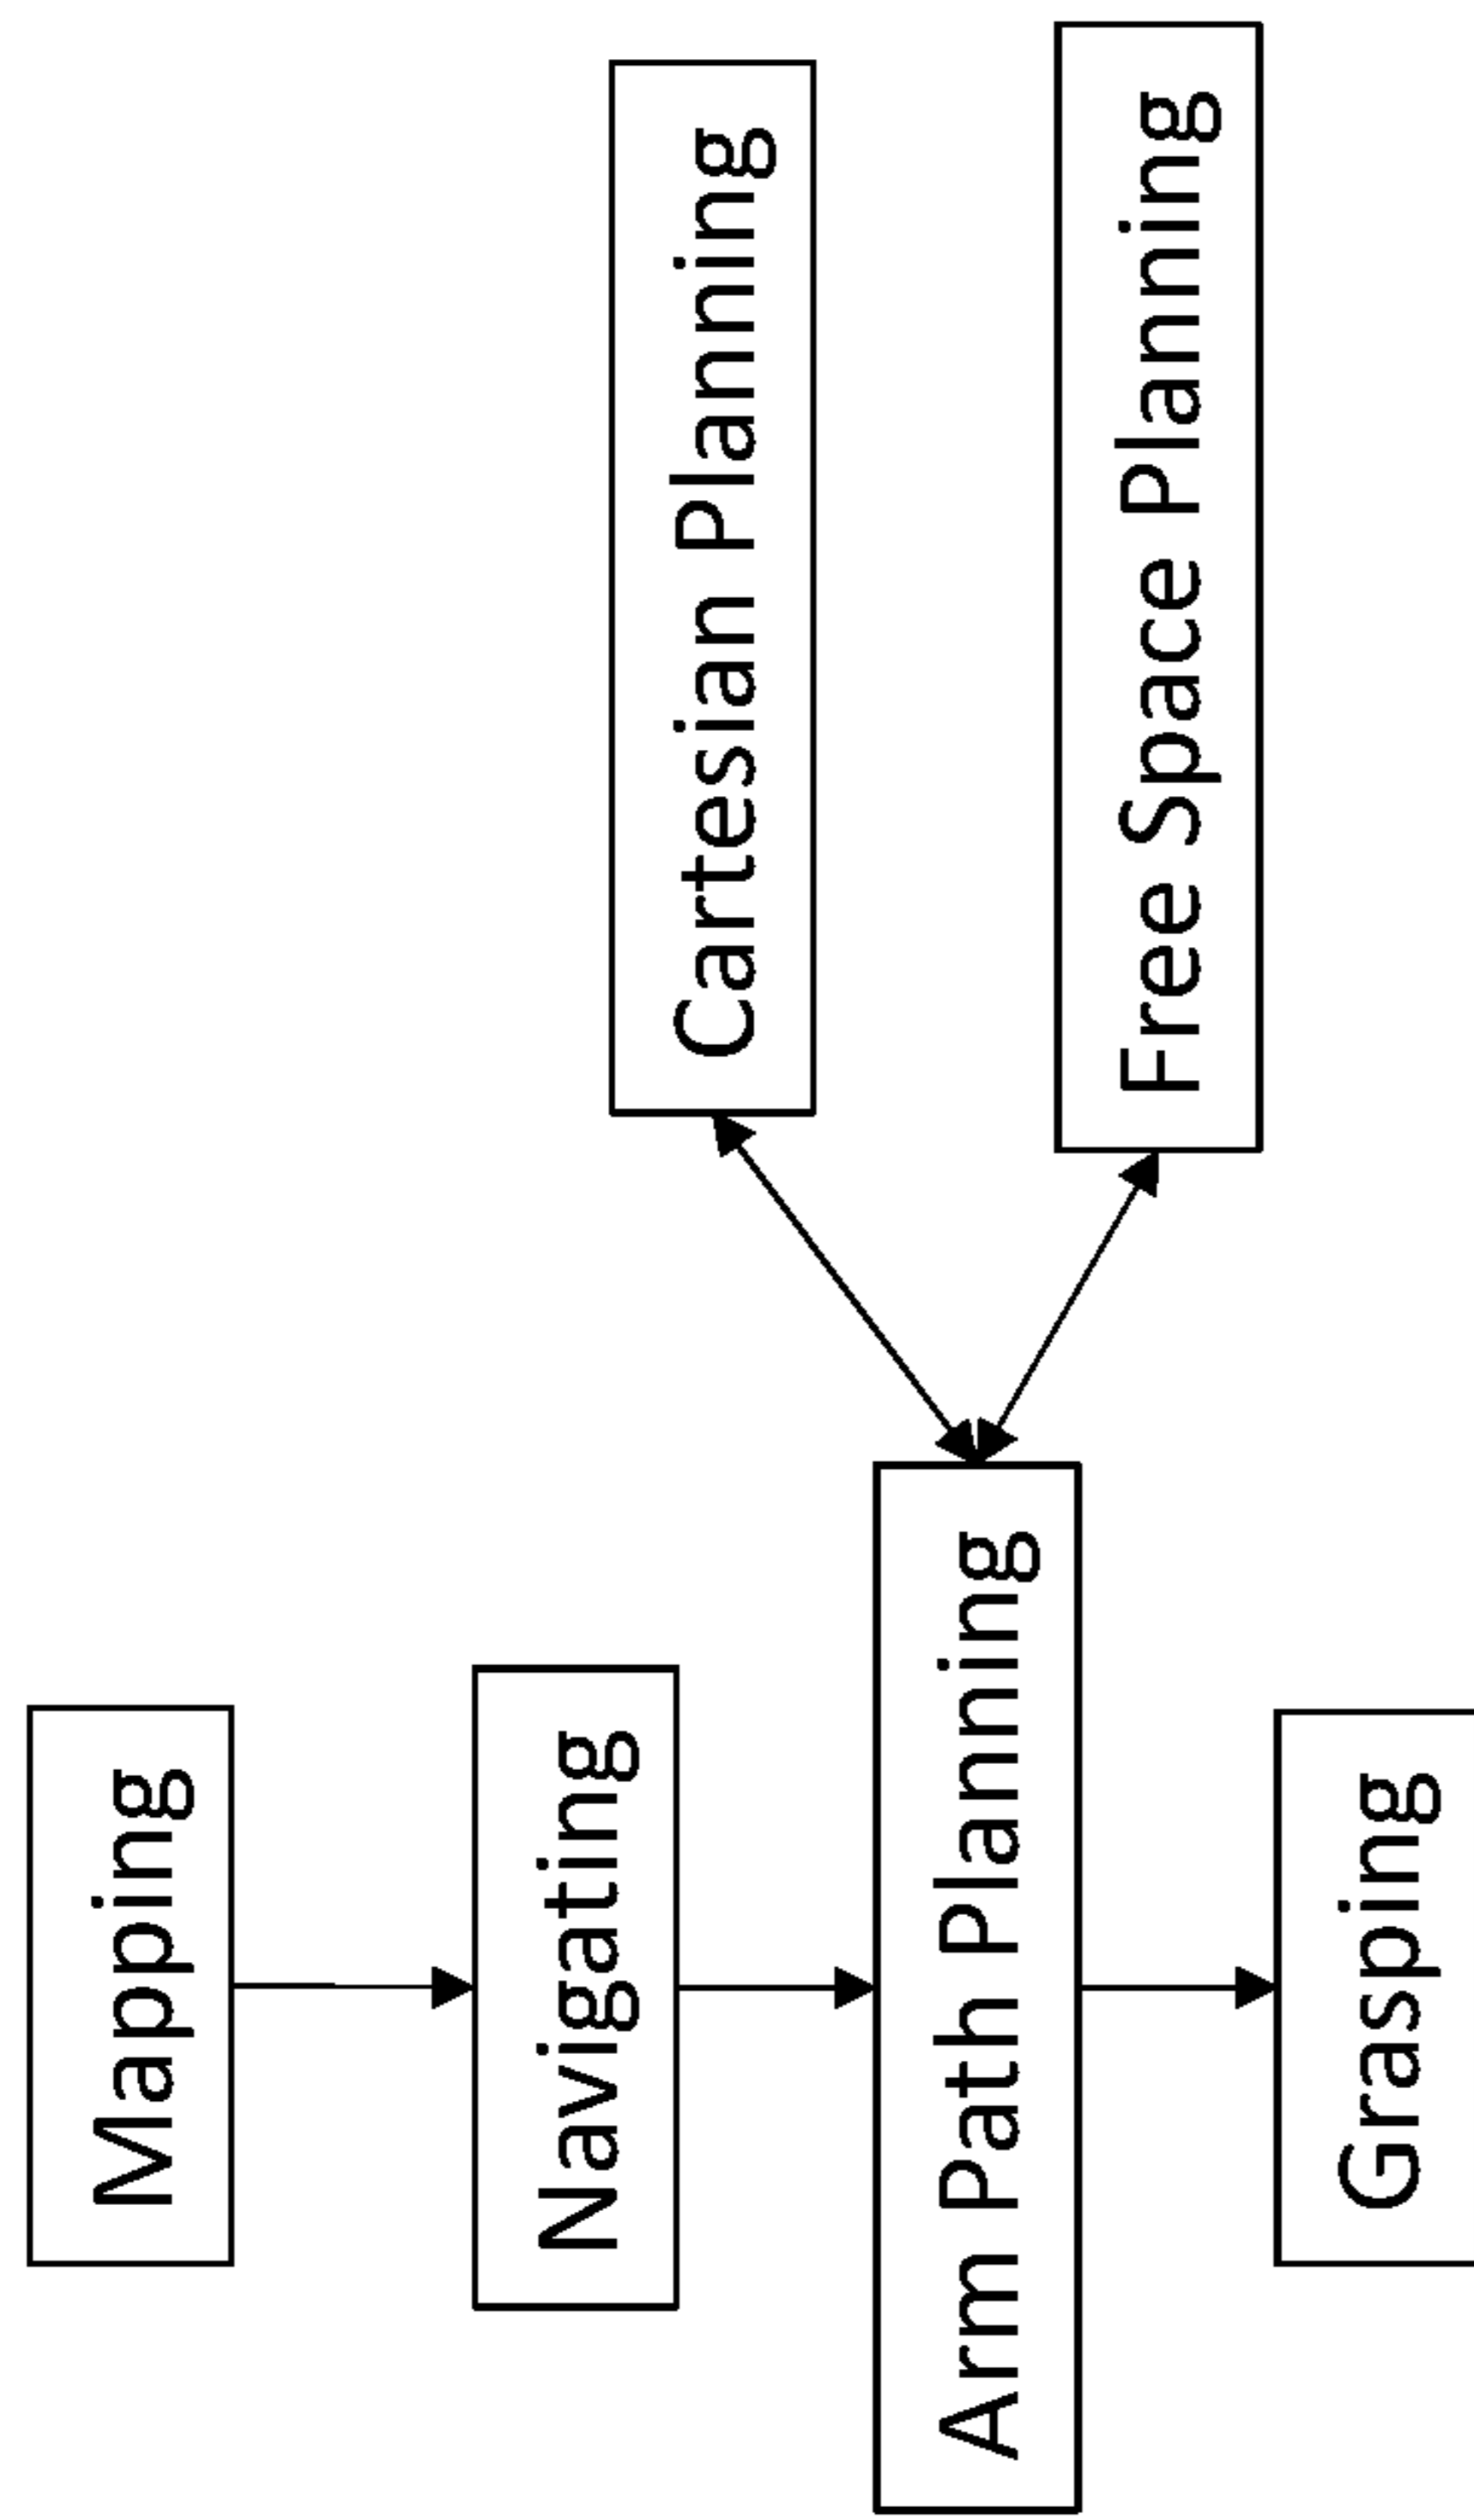 Mapping
Navigating
Cartesian Planning
Arm Path Planning
Free Space Planning
Grasping